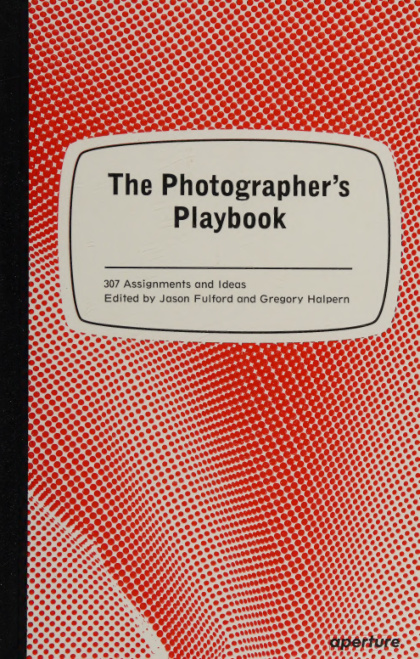 The Photographer's
Playbook
307 Assignments and Ideas
Edited by Jason Fulford and Gregory Halpern
aperture